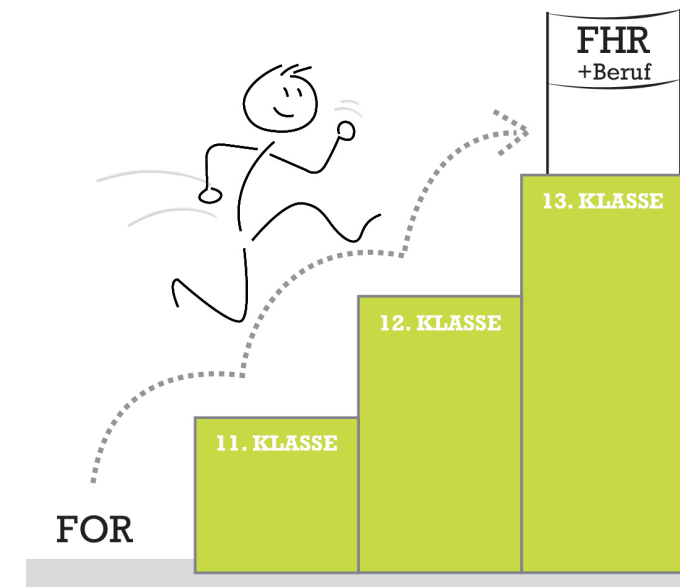 FHR
+Beruf
13. KLASSE
12. KLASSE
11. KLASSE
FOR